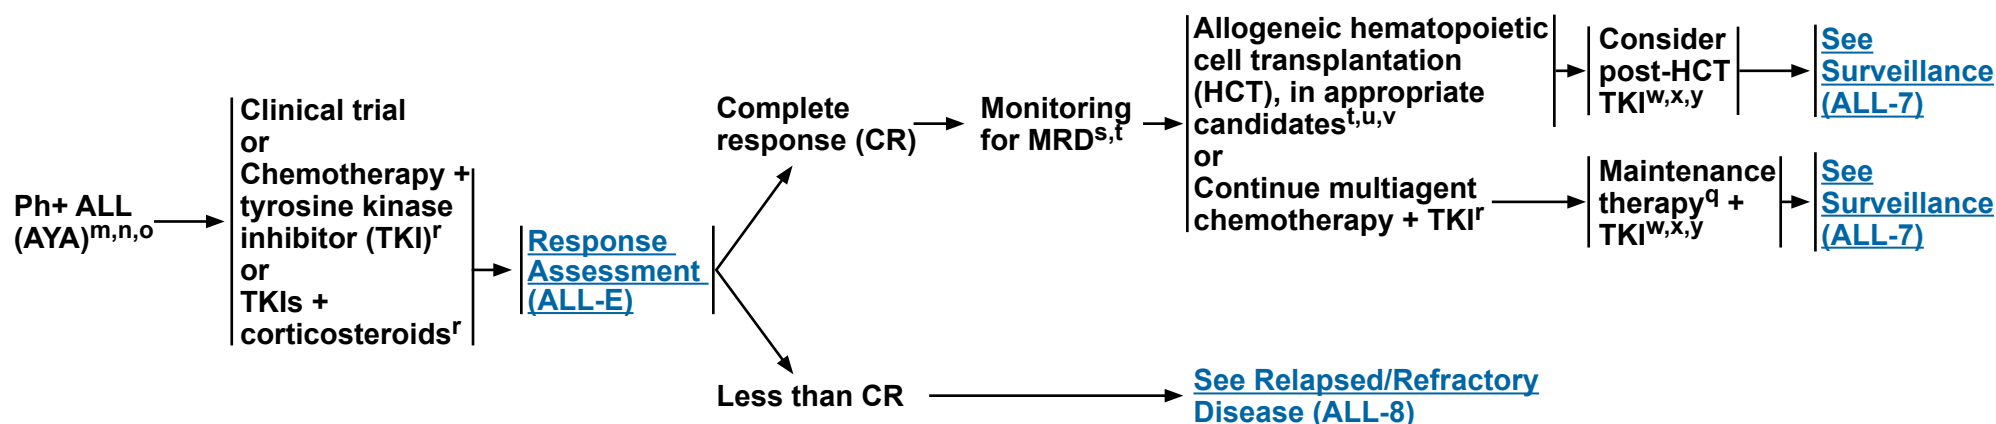 Ph+ ALL
(AYA)m,n,o
Clinical trial
or
Chemotherapy +
tyrosine kinase
inhibitor (TKI)r
or
TKIs +
corticosteroidsr
Response
Assessment
(ALL-E)
Complete
response (CR)
Monitoring
for MRDs,t
Allogeneic hematopoietic
cell transplantation
(HCT), in appropriate
candidatest,u,v
or
Continue multiagent
chemotherapy + TKIr
Consider
post-HCT
TKIw,x,y
See
Surveillance
(ALL-7)
Maintenance
therapyq +
TKIw,x,y
See
Surveillance
(ALL-7)
Less than CR
See Relapsed/Refractory
Disease (ALL-8)